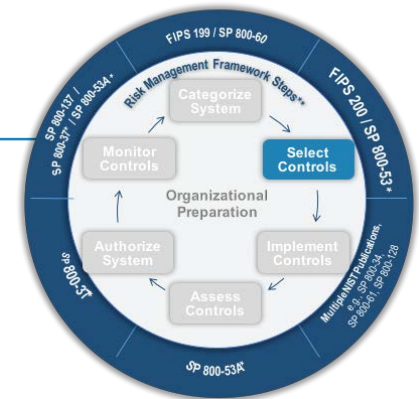 FIPS 199 / SP 800-60
FIPS 200 / SP 800-53*
Multiple NIST Publications,
e.g., SP 800-34,
SP 800-61, SP 800-128
SP 800-53A*
SP 800-37*
SP 800-137 /
SP 800-37* / SP 800-53A*
Risk Management Framework Steps**
Categorize
System
Select
Controls
Implement
Controls
Assess
Controls
Authorize
System
Monitor
Controls
Organizational
Preparation